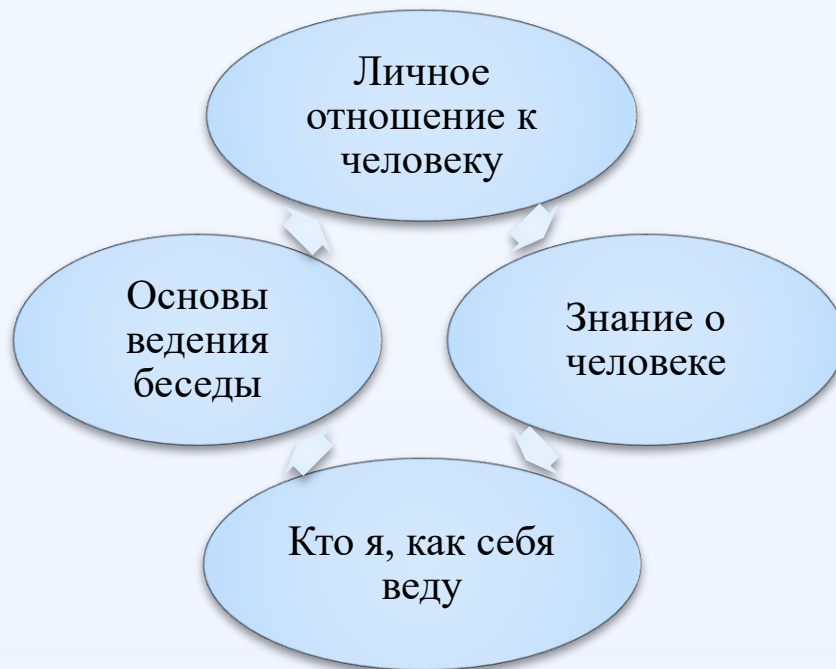 Личное
отношение к
человеку
Основы
ведения
беседы
Знание о
человеке
Кто я, как себя
веду